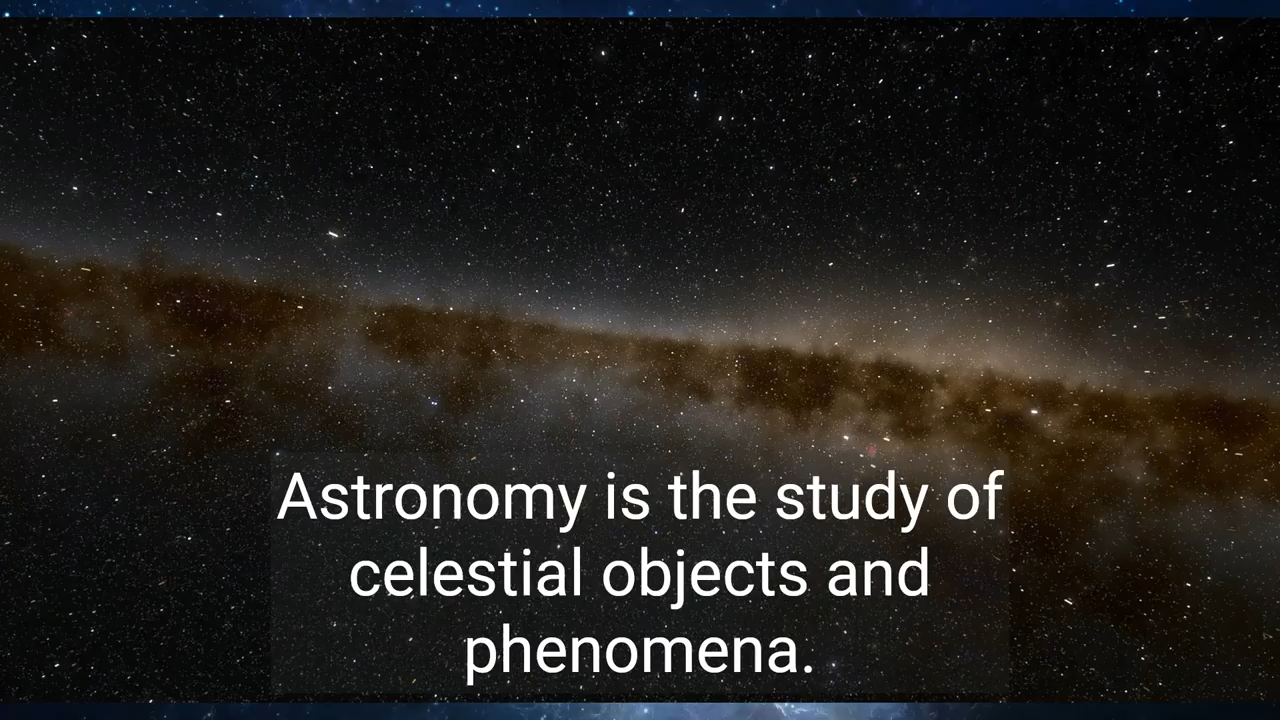 Astronomy is the study of
celestial objects and
phenomena.